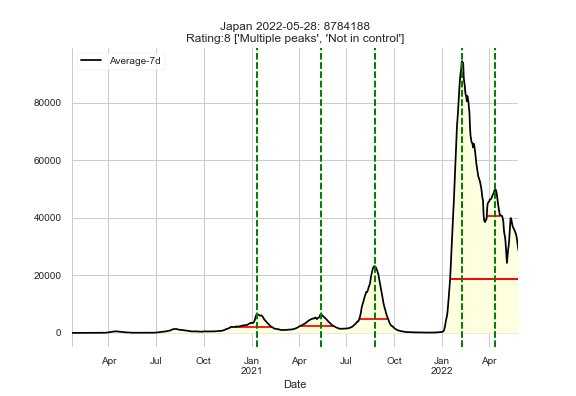 Japan 2022-05-28: 8784188
Rating:8 ['Multiple peaks', 'Not in control']
Average-7d
80000
60000
40000
20000
0
Apr Jul Oct Jan Apr Jul Oct Jan Apr
2021 2022
Date